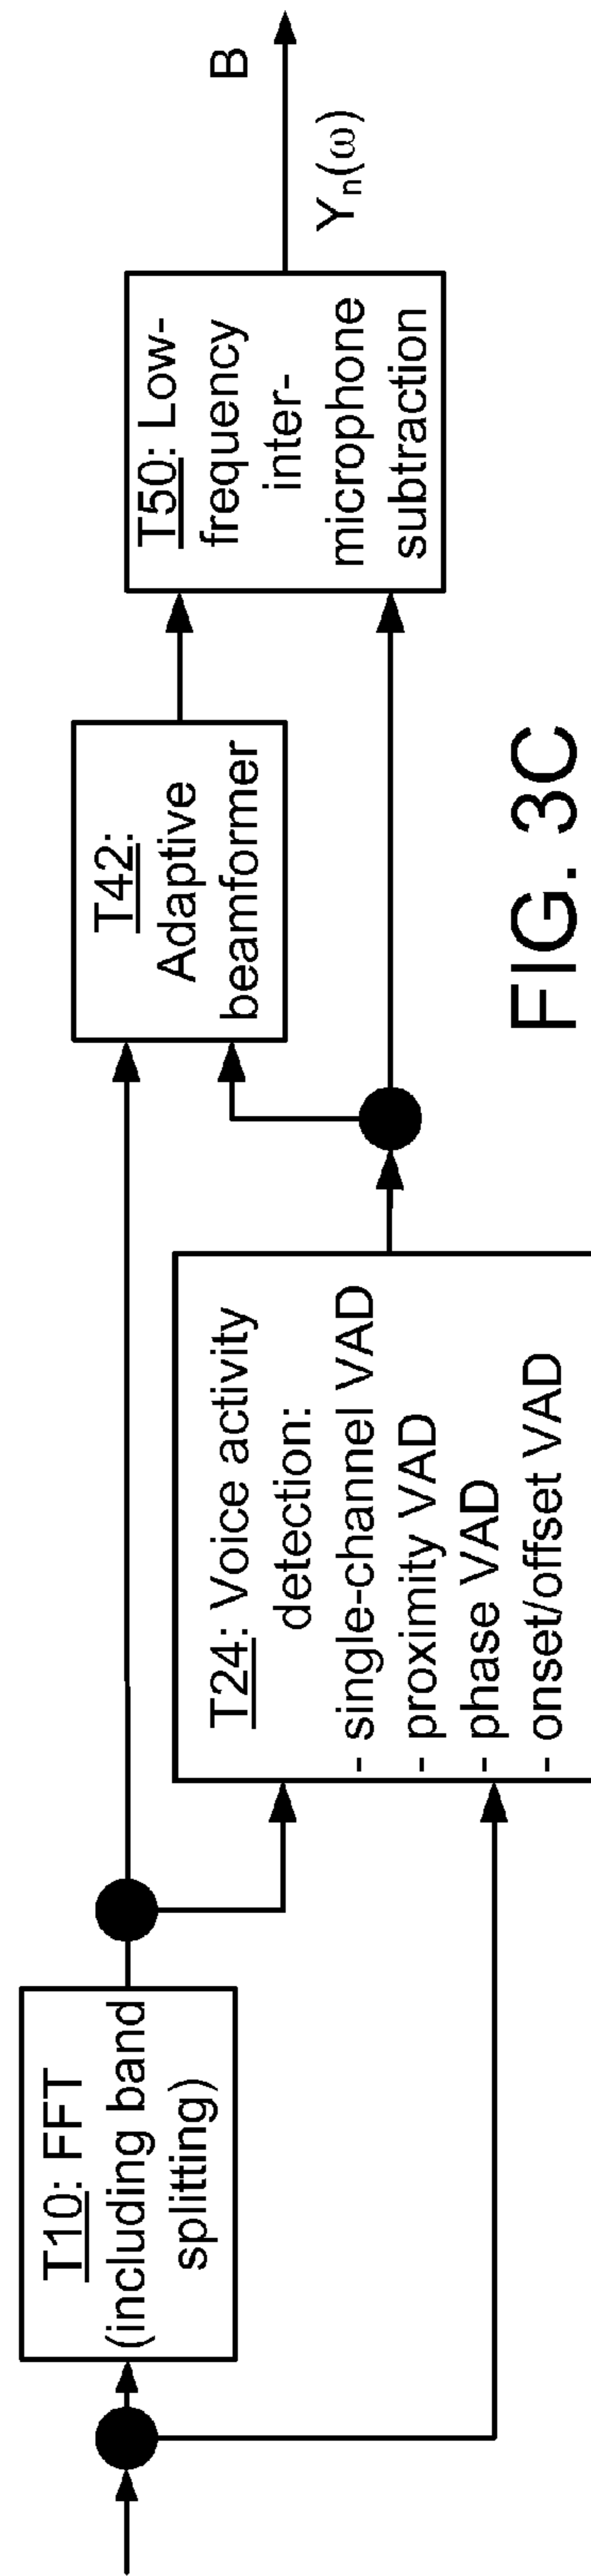 T10: FFT
(including band
splitting)
T24: Voice activity
detection:
- single-channel VAD
- proximity VAD
- phase VAD
- onset/offset VAD
T42:
Adaptive
beamformer
T50: Low-
frequency
inter-
microphone
subtraction
B
Yn(ω)
FIG. 3C